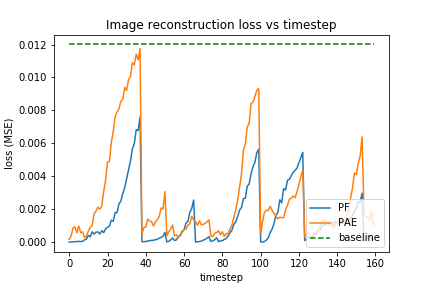 Image reconstruction loss vs timestep
loss (MSE)
0.012
0.010
0.008
0.006
0.004
0.002
0.000
PF
PAE
baseline
0 20 40 60 80 100 120 140 160
timestep